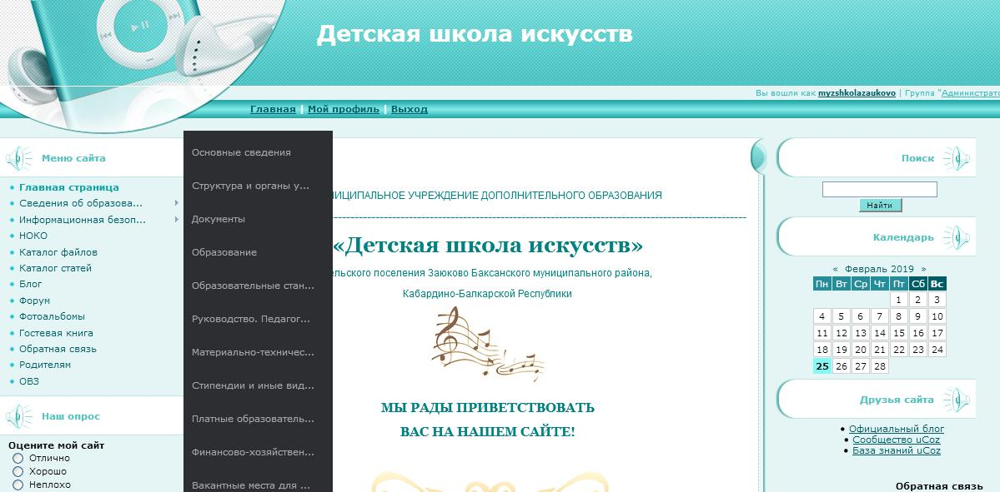 Детская школа искусств
Вы вошли как myzshkolazaukovo | Группа "Администрато
Главная | Мой профиль | Выход
Меню сайта
Главная страница
Сведения об образова...
Информационная безоп...
НОКО
Каталог файлов
Каталог статей
Блог
Форум
Фотоальбомы
Гостевая книга
Обратная связь
Родителям
ОВЗ
Наш опрос
Оцените мой сайт
Отлично
Хорошо
Неплохо
Основные сведения
Структура и органы у...
Документы
Образование
Образовательные стан...
Руководство. Педагог...
Материально-техничес...
Стипендии и иные вид...
Платные образователь...
Финансово-хозяйствен...
Вакантные места для ...
ИЦИПАЛЬНОЕ УЧРЕЖДЕНИЕ ДОПОЛНИТЕЛЬНОГО ОБРАЗОВАНИЯ
«Детская школа искусств»
ельского поселения Заюково Баксанского муниципального района,
Кабардино-Балкарской Республики
МЫ РАДЫ ПРИВЕТСТВОВАТЬ
ВАС НА НАШЕМ САЙТЕ!
Поиск
Найти
Календарь
« Февраль 2019 »
Пн Вт Ср Чт Пт Сб Вс
1 2 3
4 5 6 7 8 9 10
11 12 13 14 15 16 17
18 19 20 21 22 23 24
25 26 27 28
Друзья сайта
Официальный блог
Сообщество uCoz
База знаний uCoz
Обратная связь